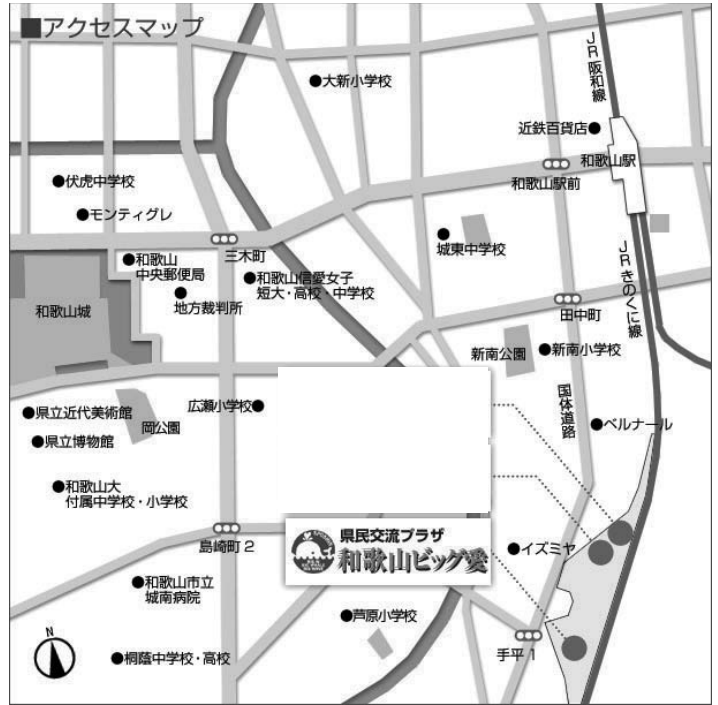 ■アクセスマップ
JR阪和線
●大新小学校
近鉄百貨店●
和歌山駅
和歌山駅前
●伏虎中学校
●モンティグレ
三木町
●城東中学校
●和歌山
中央郵便局
●和歌山信愛女子
短大・高校・中学校
●地方裁判所
和歌山城
JRきのくに線
田中町
新南公園
●新南小学校
国体道路
●県立近代美術館
岡公園
広瀬小学校●
●ベルナール
●県立博物館
●和歌山大
付属中学校・小学校
県民交流プラザ
和歌山ビッグ愛
島崎町2
●イズミヤ
●和歌山市立
城南病院
●芦原小学校
手平1
N
●桐蔭中学校・高校